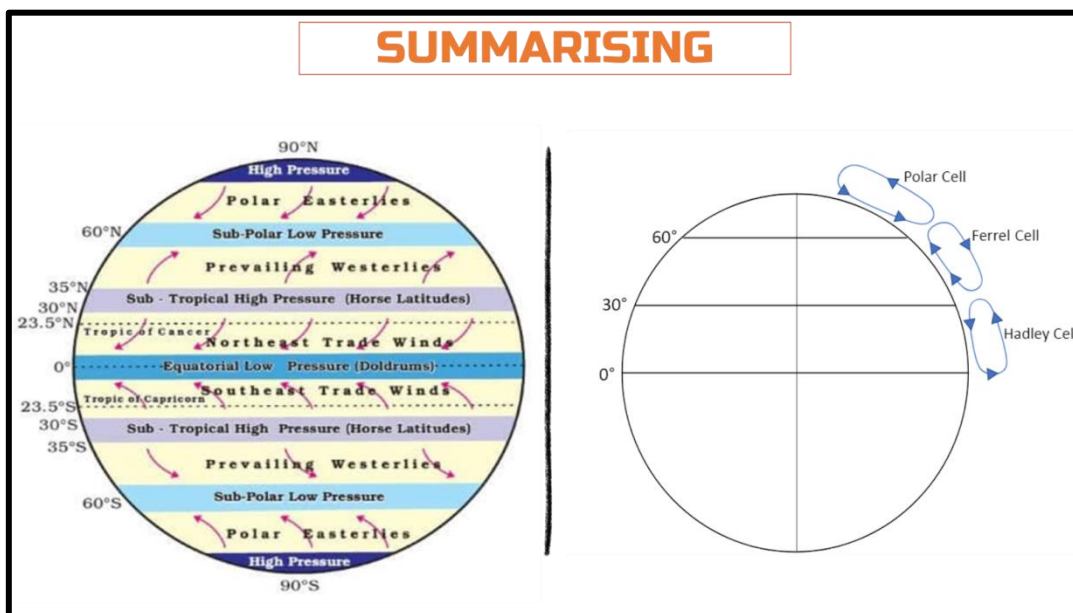 SUMMARISING
90°N
High Pressure
Polar Easterlies
60°N
Sub-Polar Low Pressure
Prevailing Westerlies
35°N
Sub - Tropical High Pressure (Horse Latitudes)
30°N
23.5°N
Tropic of Cancer
Northeast Trade Winds
0°
Equatorial Low Pressure (Doldrums)
Southeast Trade Winds
Tropic of Capricorn
23.5°S
30°S
Sub - Tropical High Pressure (Horse Latitudes)
35°S
Prevailing Westerlies
60°S
Sub-Polar Low Pressure
Polar Easterlies
High Pressure
90°S
Polar Cell
60°
Ferrel Cell
30°
Hadley Cell
0°